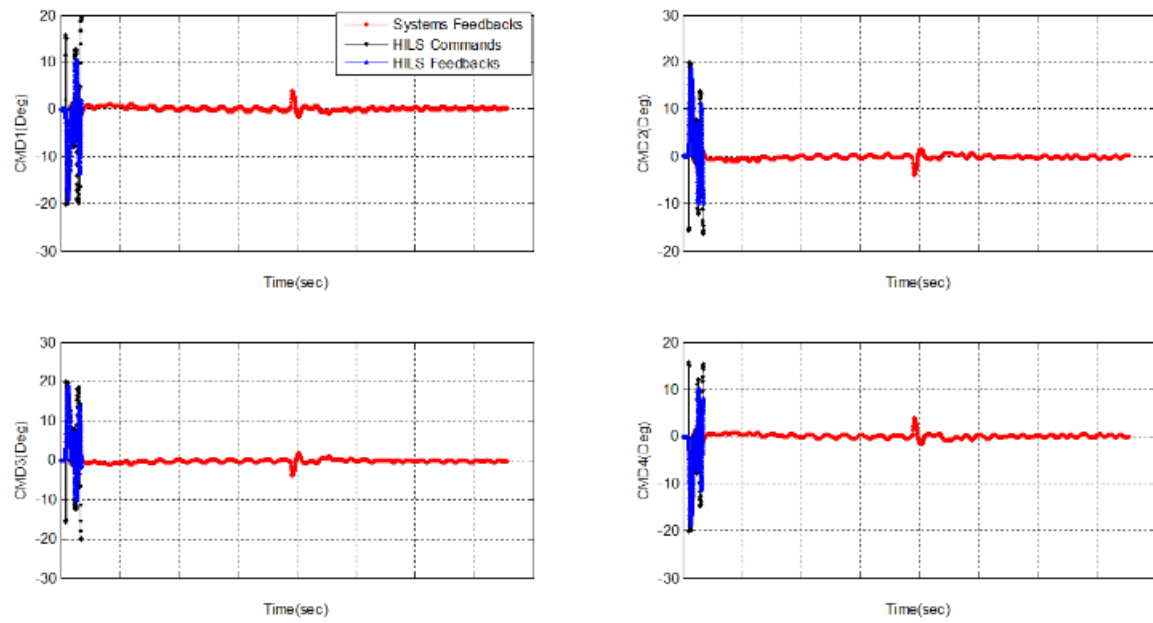 20
10
0
-10
-20
-30
CMD1(Deg)
Time(sec)
Systems Feedbacks
HILS Commands
HILS Feedbacks
30
20
10
0
-10
20
CMD2(Deg)
Time(sec)
30
20
10
0
-10
-20
-30
CMD3(Deg)
Time(sec)
20
10
0
-10
-20
-30
CMD4(Deg)
Time(sec)